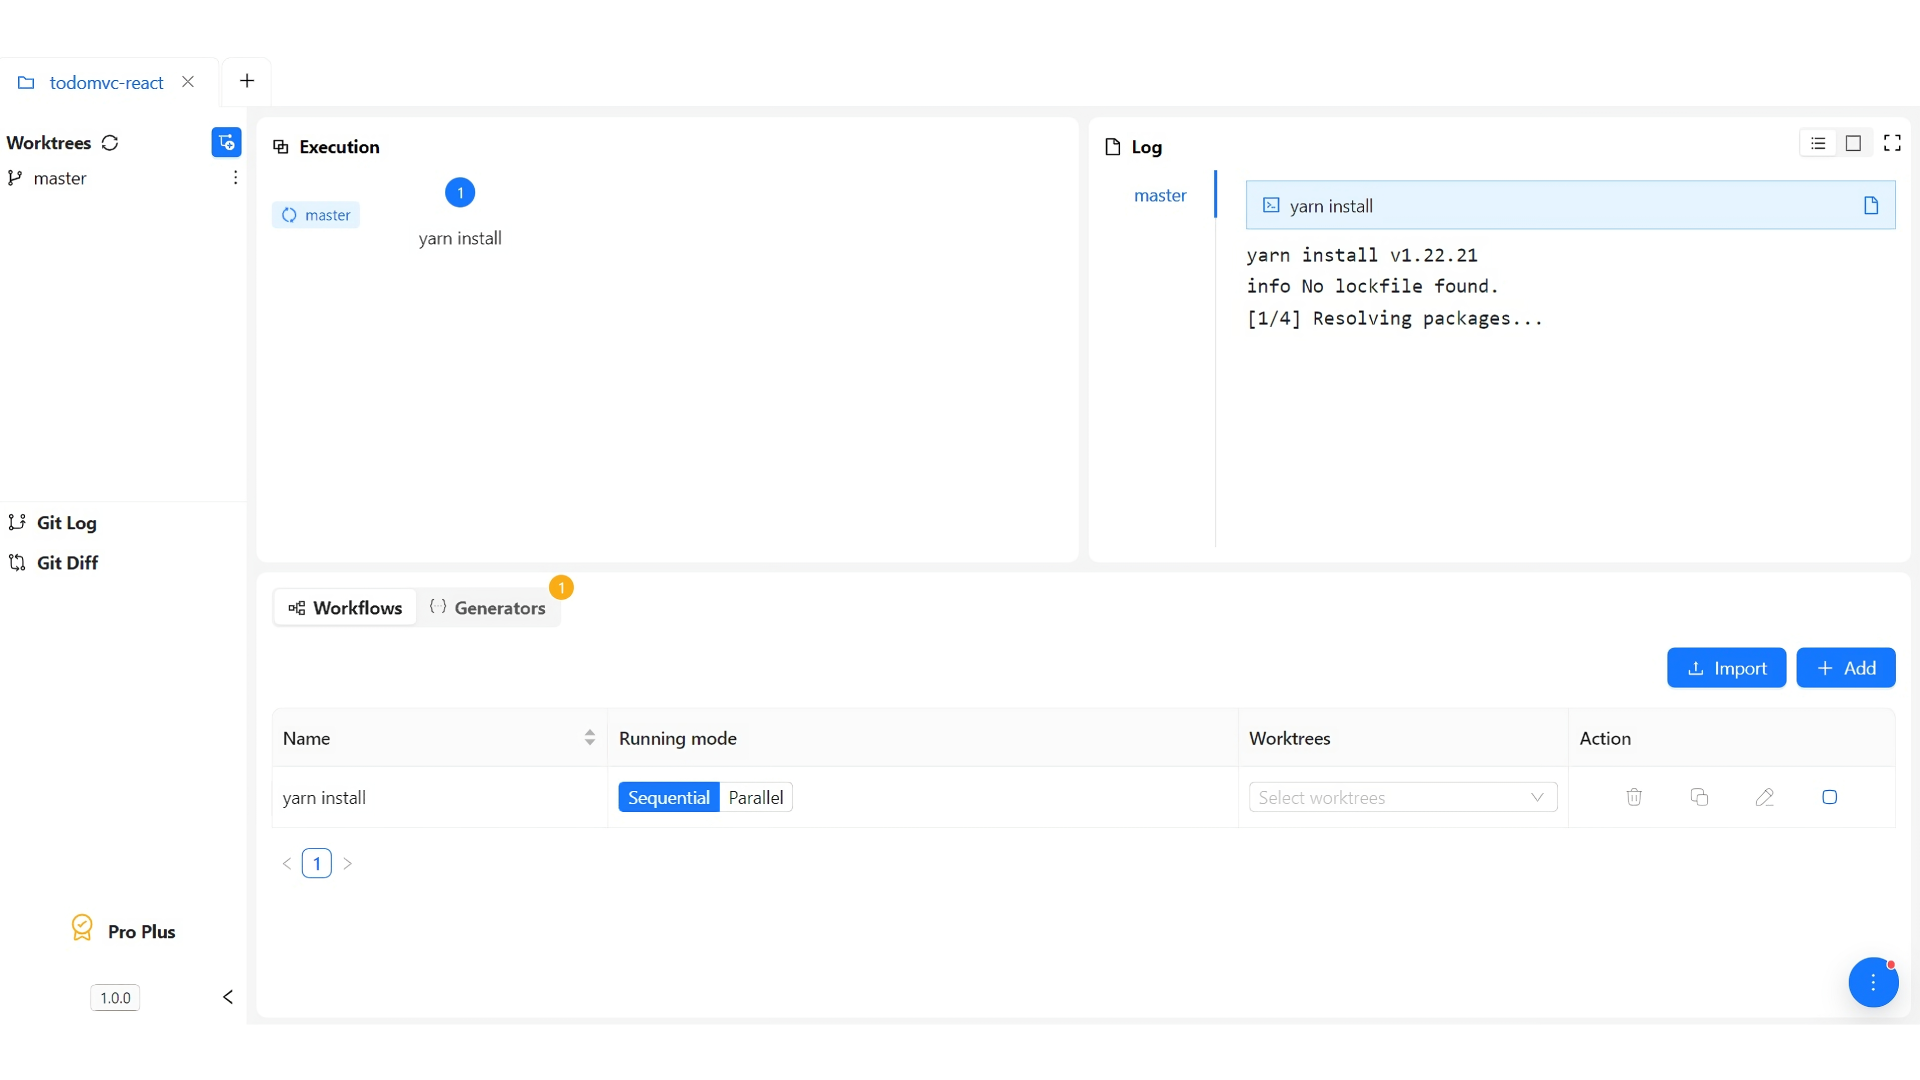 todomvc-react
Worktrees
master
Git Log
Git Diff
Pro Plus
1.0.0
Execution
master
1
yarn install
Log
master
yarn install
yarn install v1.22.21
info No lockfile found.
[1/4] Resolving packages...
Workflows
Generators
1
Import
Add
Name
Running mode
Worktrees
Action
yarn install
Sequential
Parallel
Select worktrees
1